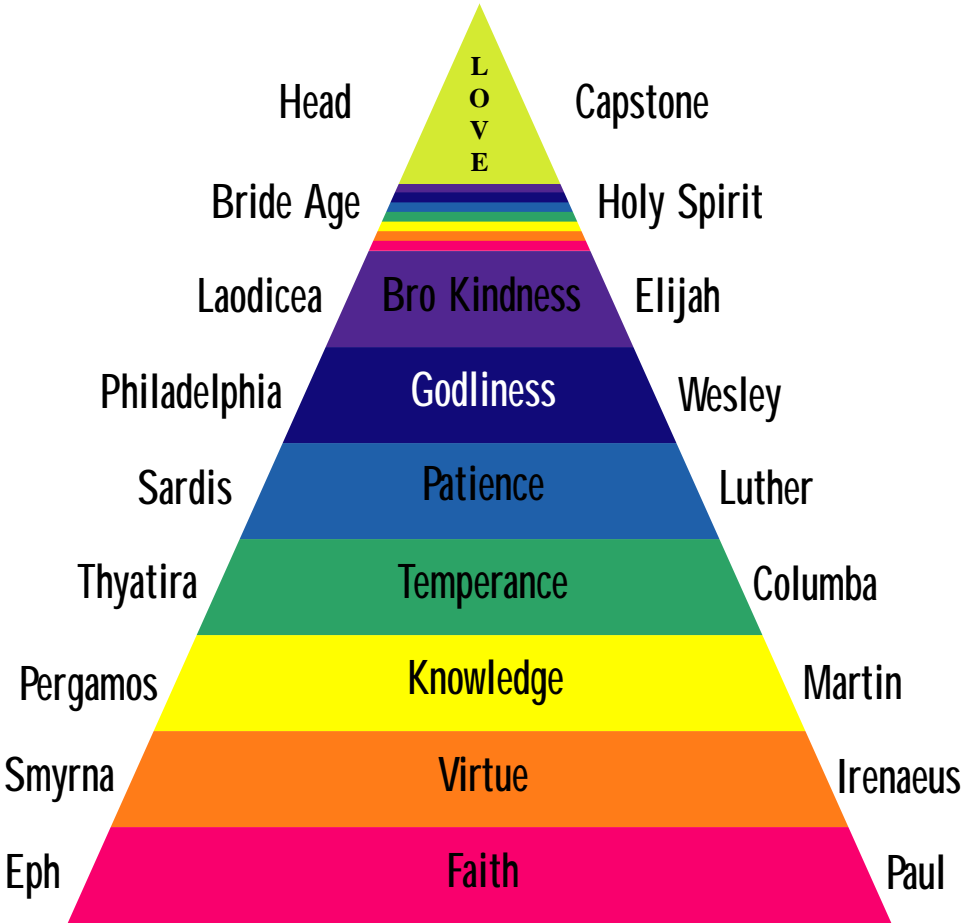 L
O
V
E
Head Capstone
Bride Age Holy Spirit
Laodicea Bro Kindness Elijah
Philadelphia Godliness Wesley
Sardis Patience Luther
Thyatira Temperance Columba
Pergamos Knowledge Martin
Smyrna Virtue Irenaeus
Eph Faith Paul